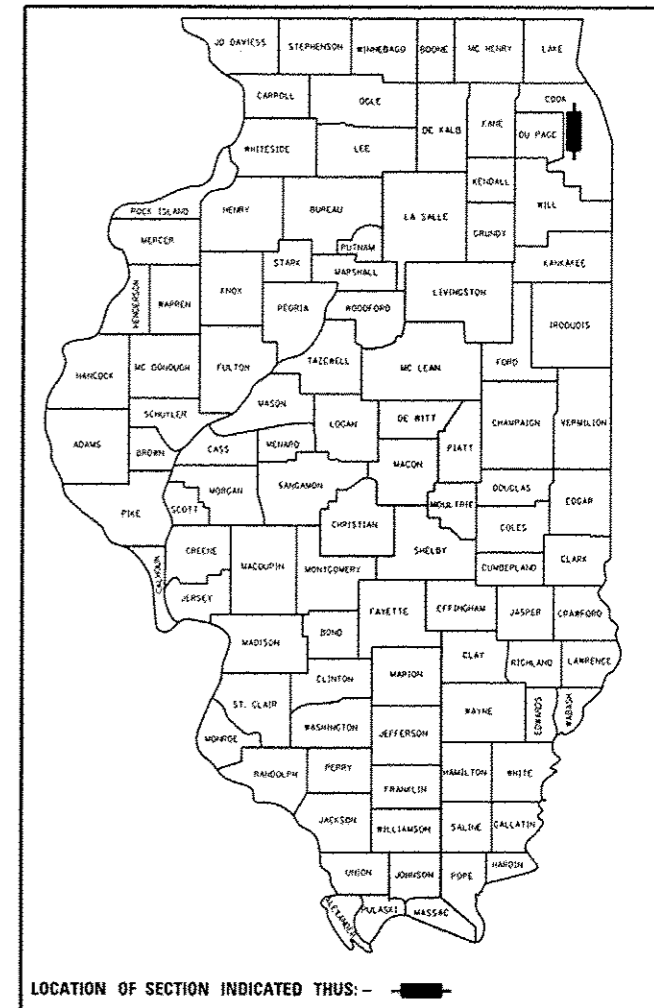 JO DAVIESS STEPHENSON WINNEBAGO BOONE MC HENRY LAKE
CARROLL OGLE DE KALB KANE COOK
DU PAGE
WHITESIDE LEE
KENDALL WILL
ROCK ISLAND HENRY BUREAU LA SALLE GRUNDY
MERCER PUTNAM KANKAKEE
STARK MARSHALL
HENDERSON WARREN KNOX PEORIA WOODFORD LIVINGSTON IROQUOIS
HANCOCK MC DONOUGH FULTON TAZEWELL MC LEAN FORD
SCHUYLER MASON LOGAN DE WITT CHAMPAIGN VERMILION
ADAMS BROWN CASS MENARD MACON PIATT
PIKE SCOTT MORGAN SANGAMON MOULTRIE DOUGLAS EDGAR
CHRISTIAN COLES
CALHOUN GREENE MACOUPIN MONTGOMERY SHELBY CUMBERLAND CLARK
JERSEY FAYETTE EFFINGHAM JASPER CRAWFORD
MADISON BOND
CLINTON MARION CLAY RICHLAND LAWRENCE
ST. CLAIR WAYNE EDWARDS WABASH
MONROE WASHINGTON JEFFERSON
RANDOLPH PERRY FRANKLIN HAMILTON WHITE
JACKSON WILLIAMSON SALINE GALLATIN
UNION JOHNSON POPE HARDIN
ALEXANDER PULASKI MASSAC
LOCATION OF SECTION INDICATED THUS: -